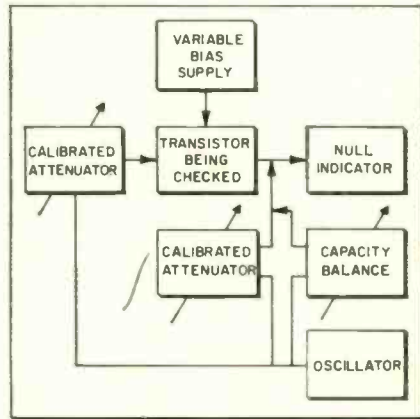 VARIABLE
BIAS
SUPPLY
CALIBRATED
ATTENUATOR
TRANSISTOR
BEING
CHECKED
NULL
INDICATOR
CALIBRATED
ATTENUATOR
CAPACITY
BALANCE
OSCILLATOR